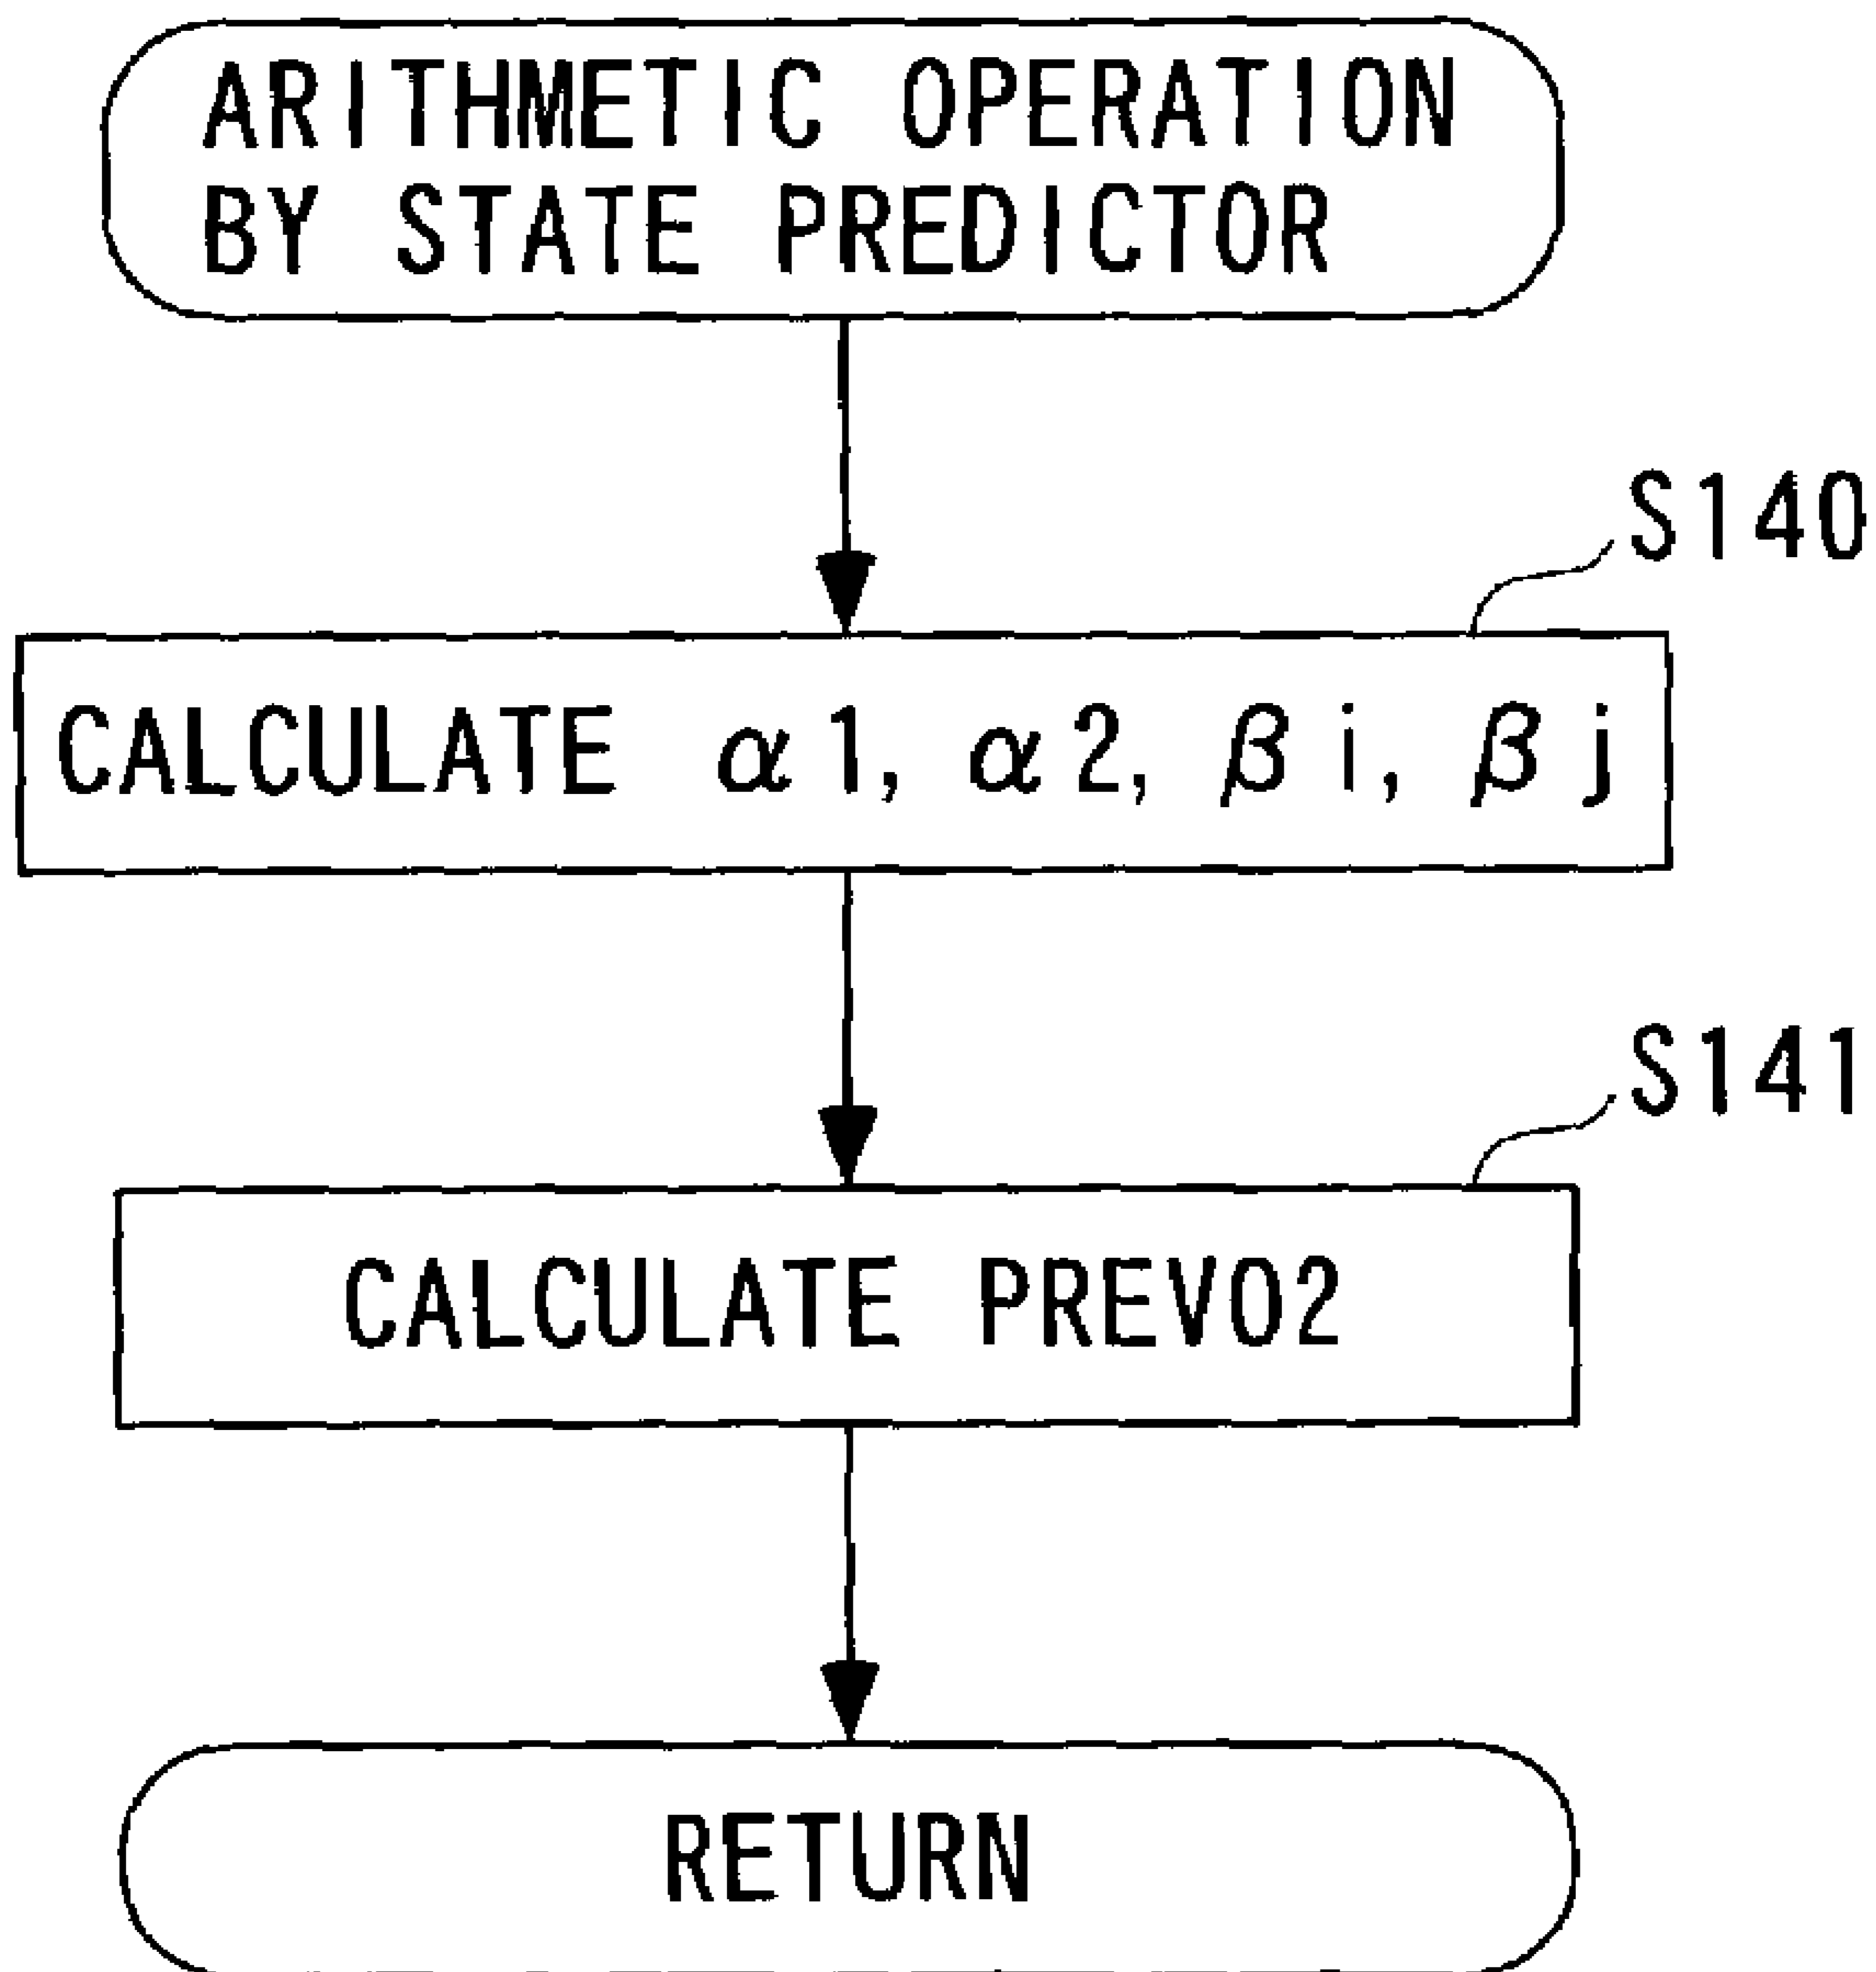 ARITHMETIC OPERATION
BY STATE PREDICTOR
S140
CALCULATE α1, α2, βi, βj
S141
CALCULATE PREVO2
RETURN